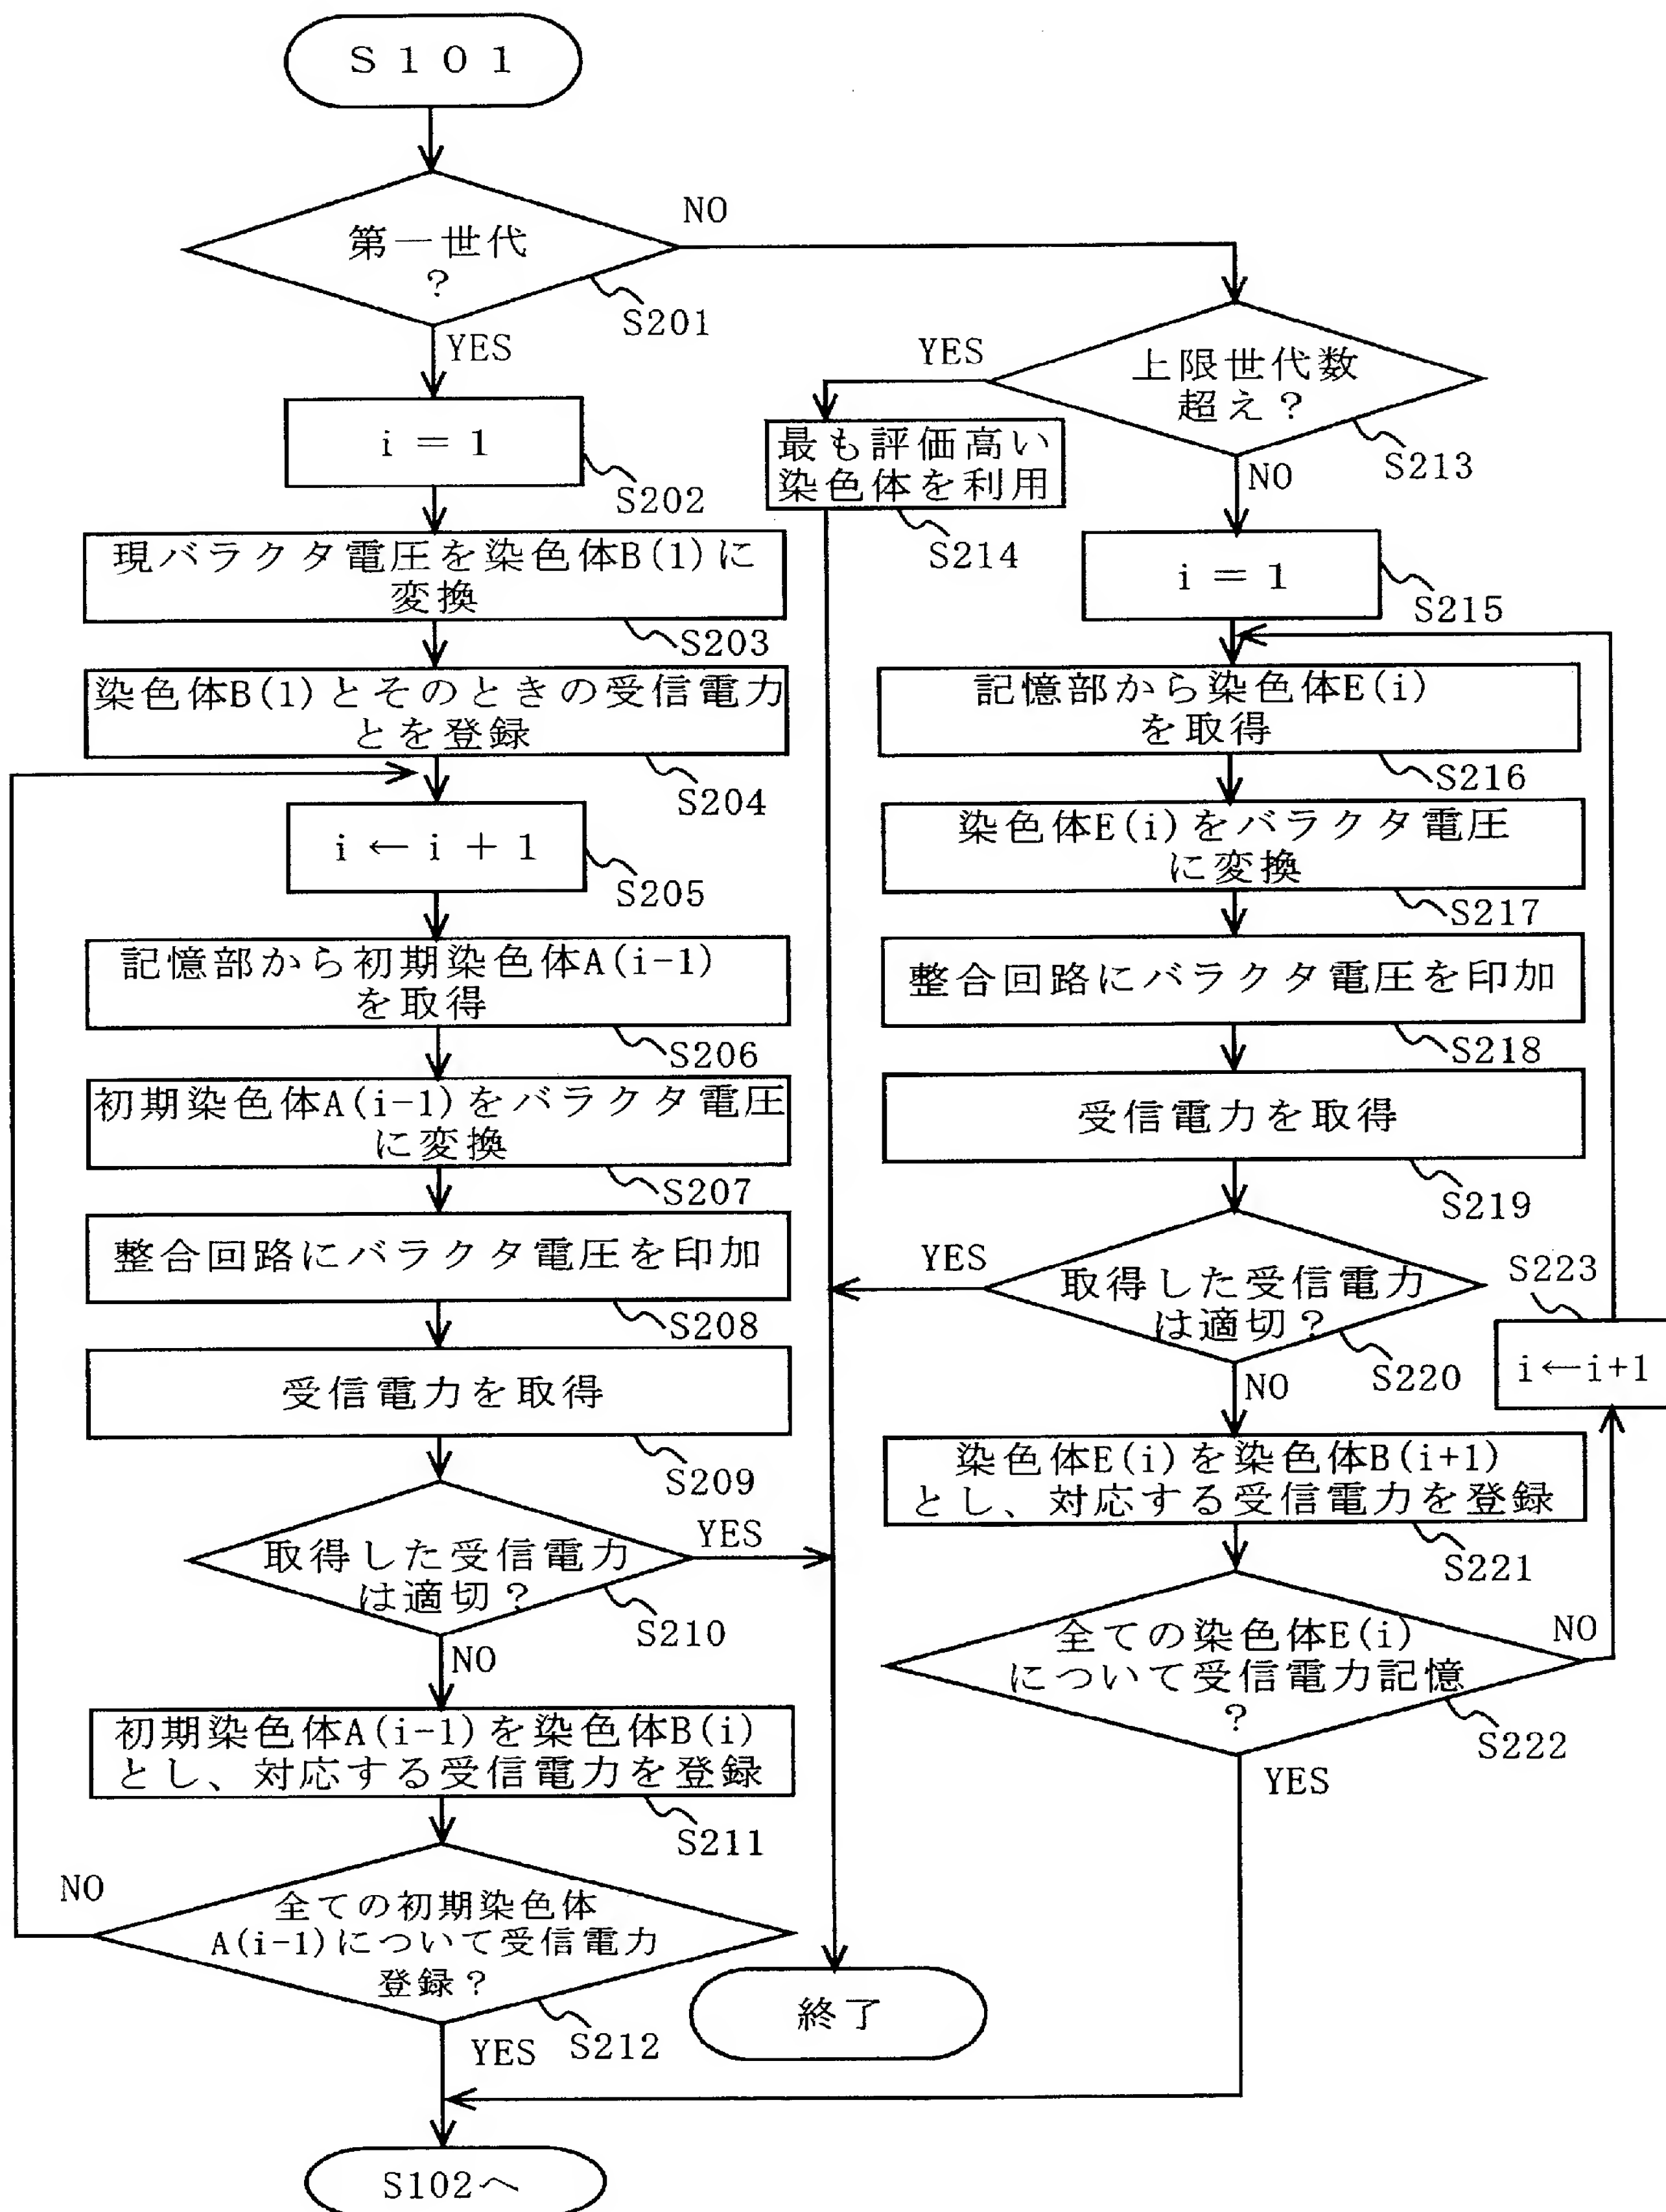 S101
第一世代
?
NO
S201
YES
i = 1
S202
現バラクタ電圧を染色体B(1)に
変換
S203
染色体B(1)とそのときの受信電力
とを登録
S204
i ← i + 1
S205
記憶部から初期染色体A(i-1)
を取得
S206
初期染色体A(i-1)をバラクタ電圧
に変換
S207
整合回路にバラクタ電圧を印加
S208
受信電力を取得
S209
取得した受信電力
は適切?
YES
S210
NO
初期染色体A(i-1)を染色体B(i)
とし、対応する受信電力を登録
S211
全ての初期染色体
A(i-1)について受信電力
登録?
NO
S212
YES
S102へ
上限世代数
超え?
YES
S213
NO
最も評価高い
染色体を利用
S214
i = 1
S215
記憶部から染色体E(i)
を取得
S216
染色体E(i)をバラクタ電圧
に変換
S217
整合回路にバラクタ電圧を印加
S218
受信電力を取得
S219
取得した受信電力
は適切?
YES
S220
NO
染色体E(i)を染色体B(i+1)
とし、対応する受信電力を登録
S221
全ての染色体E(i)
について受信電力記憶
?
NO
S222
YES
S223
i←i+1
終了